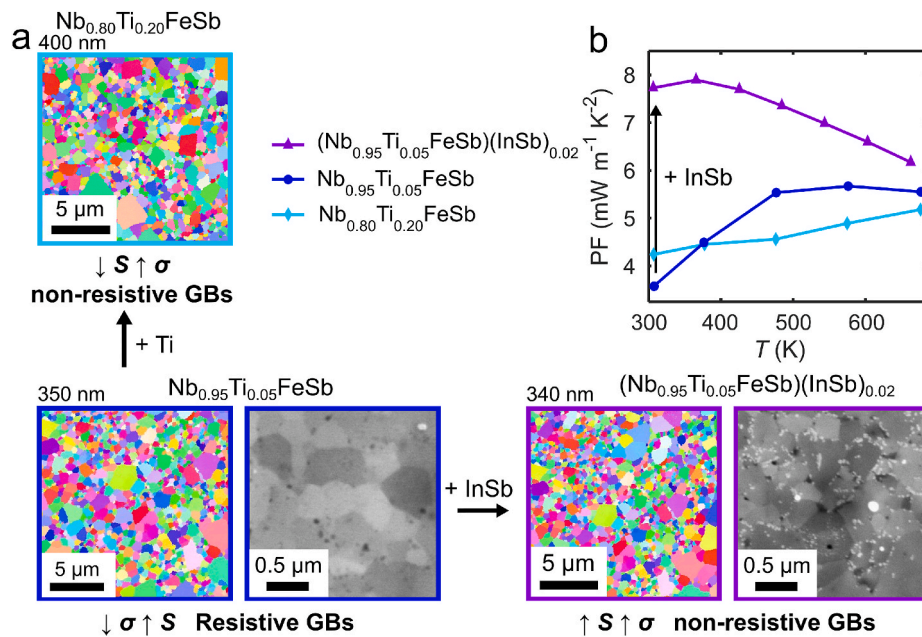 a
Nb0.80Ti0.20FeSb
400 nm
5 µm
↓ S ↑ σ
non-resistive GBs
+ Ti
(Nb0.95Ti0.05FeSb)(InSb)0.02
Nb0.95Ti0.05FeSb
Nb0.80Ti0.20FeSb
b
PF (mW m-1 K-2)
8
7
6
5
4
+ InSb
300 400 500 600
T (K)
Nb0.95Ti0.05FeSb
350 nm
5 µm
0.5 µm
↓ σ ↑ S Resistive GBs
+ InSb
(Nb0.95Ti0.05FeSb)(InSb)0.02
340 nm
5 µm
0.5 µm
↑ S ↑ σ non-resistive GBs